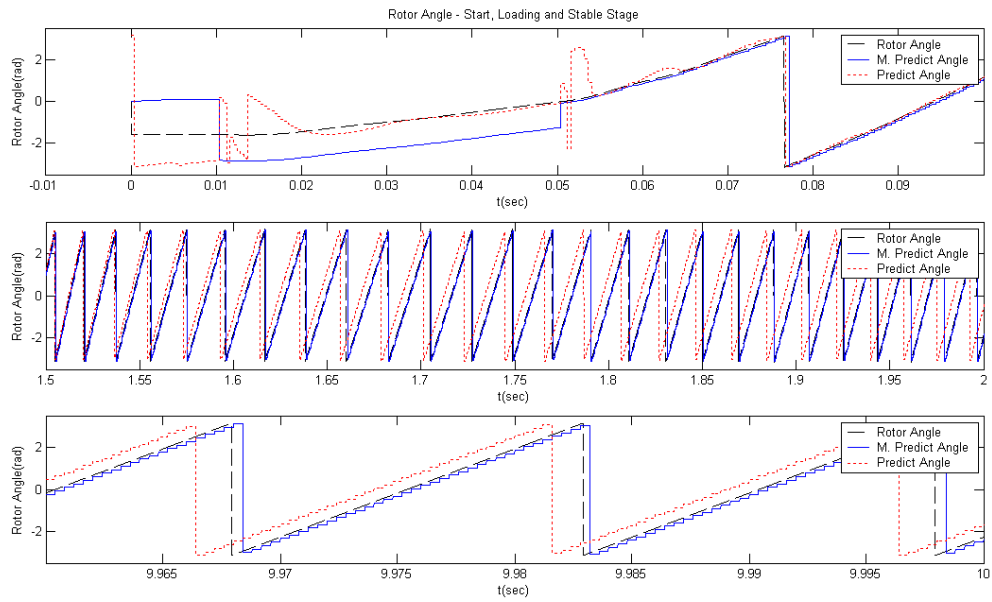 Rotor Angle - Start, Loading and Stable Stage
Rotor Angle(rad)
2
0
-2
Rotor Angle
M. Predict Angle
Predict Angle
-0.01 0 0.01 0.02 0.03 0.04 0.05 0.06 0.07 0.08 0.09
t(sec)
Rotor Angle(rad)
2
0
-2
Rotor Angle
M. Predict Angle
Predict Angle
1.5 1.55 1.6 1.65 1.7 1.75 1.8 1.85 1.9 1.95 2
t(sec)
Rotor Angle(rad)
2
0
-2
Rotor Angle
M. Predict Angle
Predict Angle
9.965 9.97 9.975 9.98 9.985 9.99 9.995 10
t(sec)